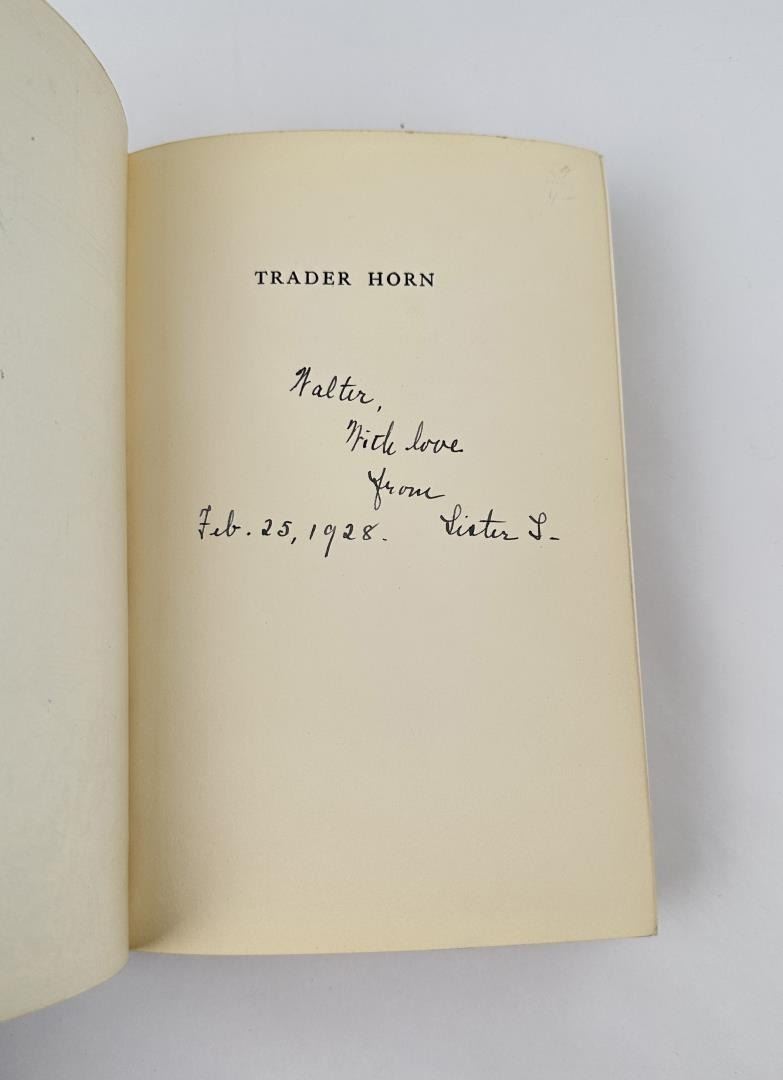 TRADER HORN
Walter,
With love
from
Feb. 25, 1928. Sister S-